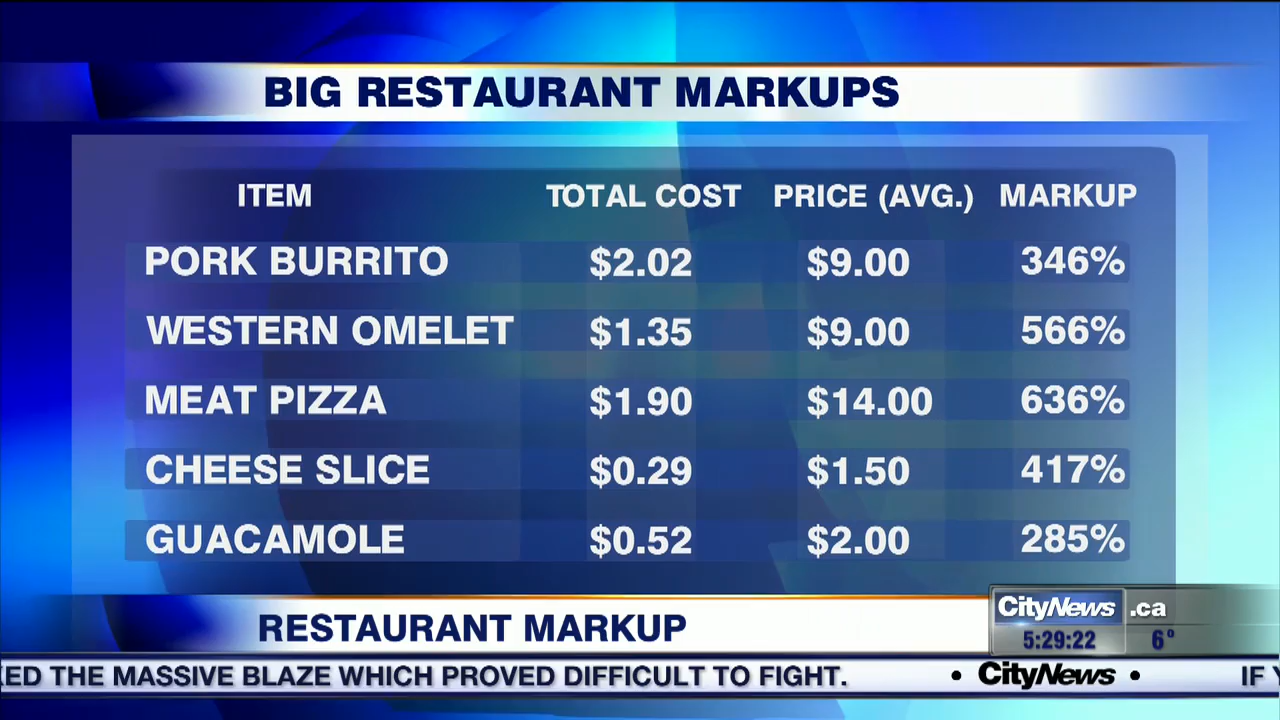 BIG RESTAURANT MARKUPS
ITEM TOTAL COST PRICE (AVG.) MARKUP
PORK BURRITO $2.02 $9.00 346%
WESTERN OMELET $1.35 $9.00 566%
MEAT PIZZA $1.90 $14.00 636%
CHEESE SLICE $0.29 $1.50 417%
GUACAMOLE $0.52 $2.00 285%
RESTAURANT MARKUP
CityNews .ca
5:29:22 6°
KED THE MASSIVE BLAZE WHICH PROVED DIFFICULT TO FIGHT. • CityNews • IF